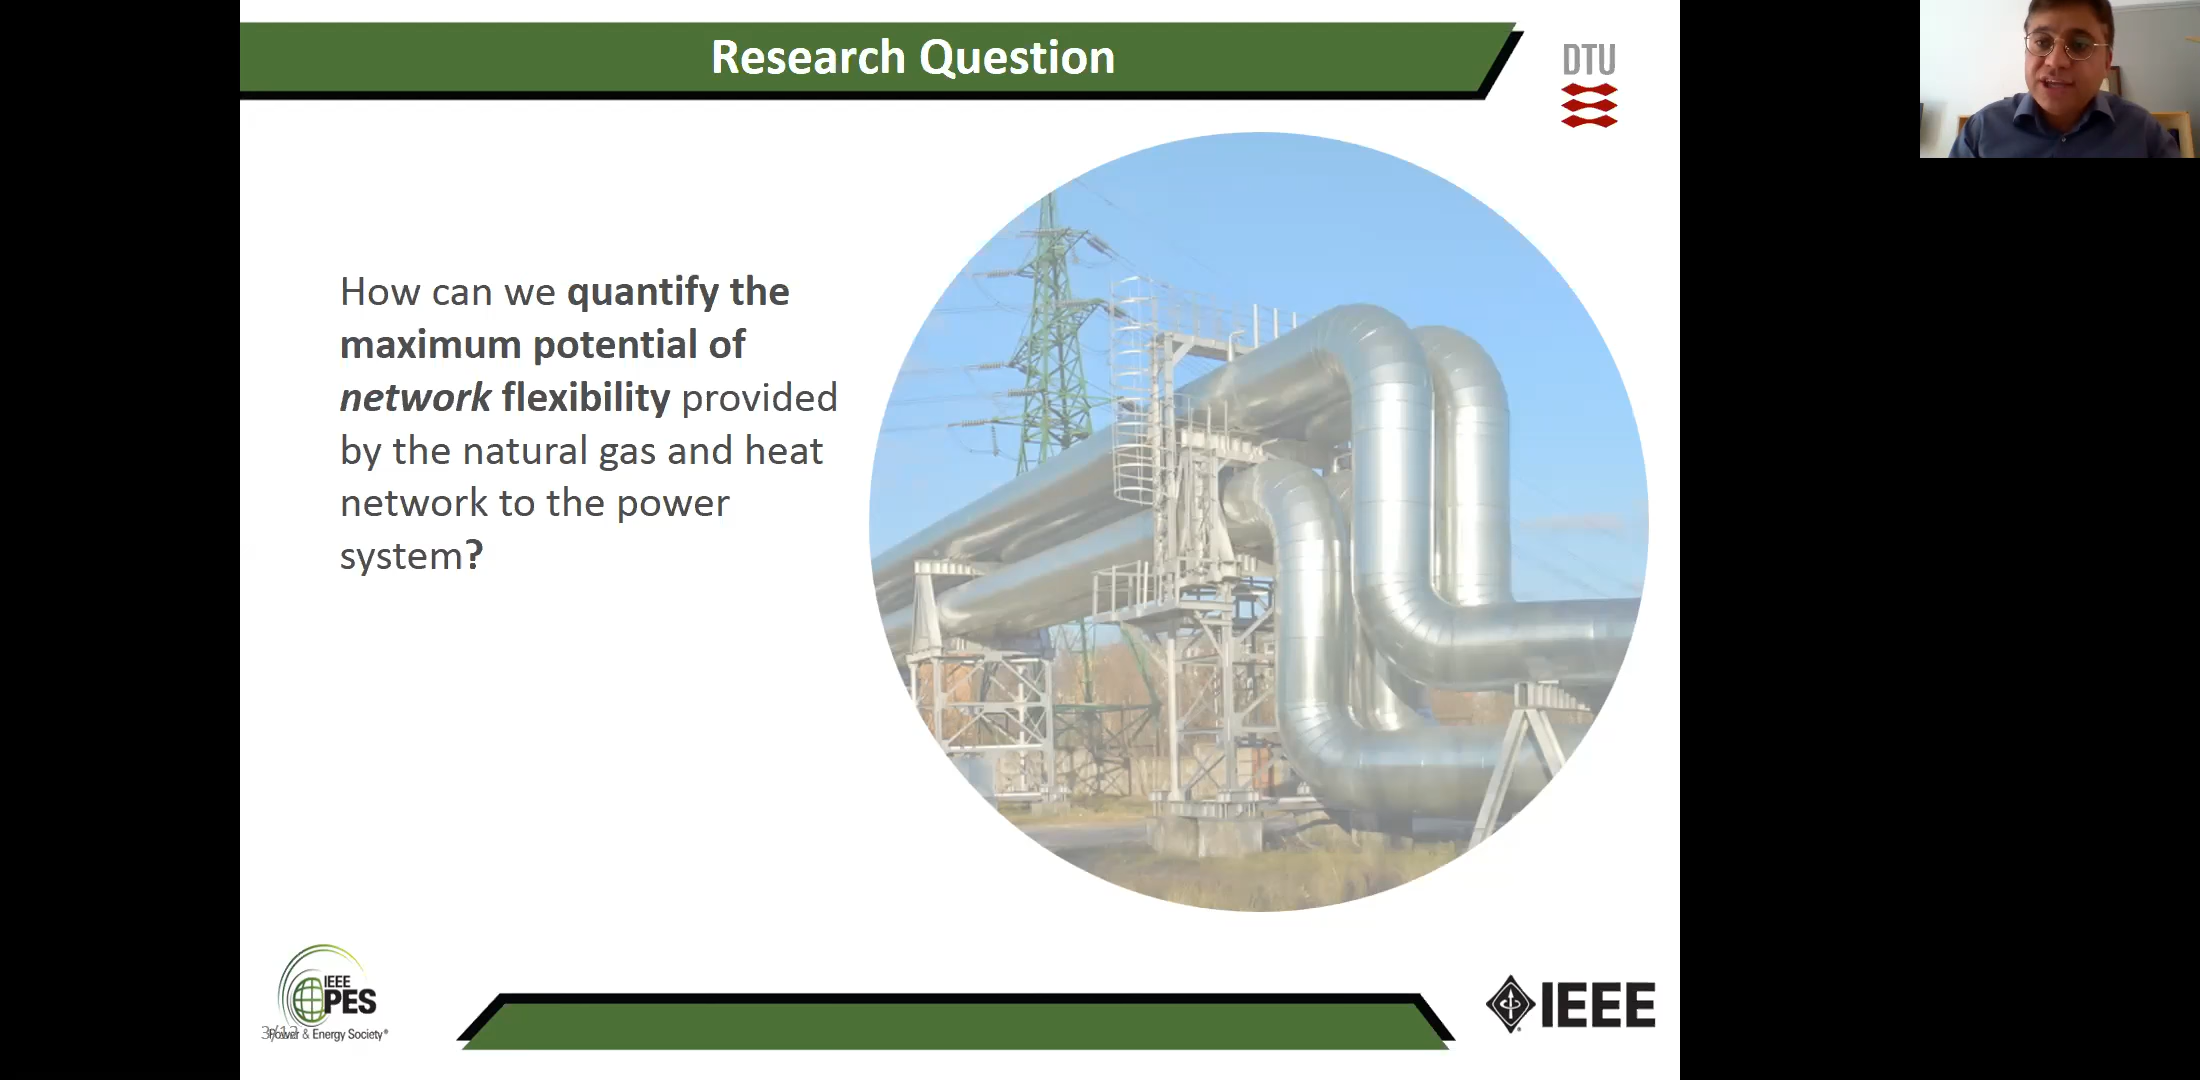 Research Question
DTU
How can we quantify the
maximum potential of
network flexibility provided
by the natural gas and heat
network to the power
system?
IEEE
PES
Power & Energy Society®
IEEE